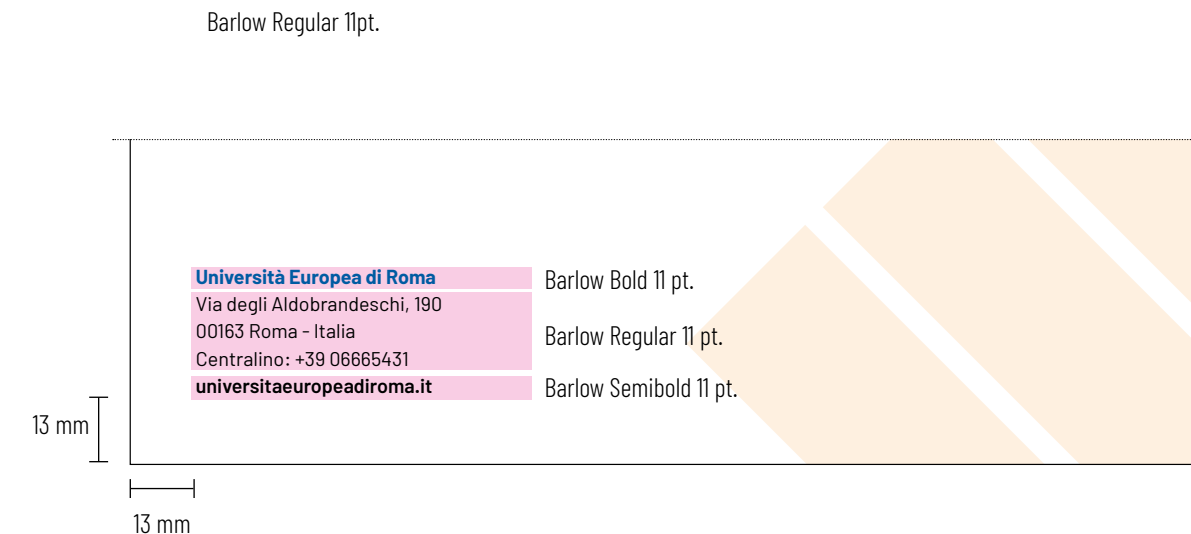 Barlow Regular 11pt.
Università Europea di Roma
Barlow Bold 11 pt.
Via degli Aldobrandeschi, 190
00163 Roma - Italia
Barlow Regular 11 pt.
Centralino: +39 06665431
universitaeuropeadiroma.it
Barlow Semibold 11 pt.
13 mm
13 mm